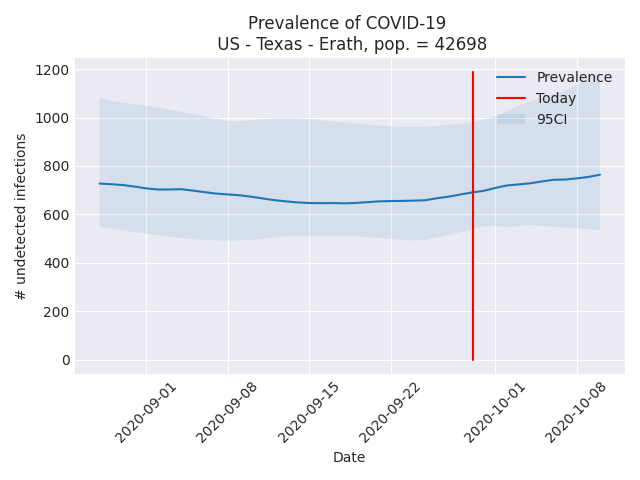 Prevalence of COVID-19
US - Texas - Erath, pop. = 42698
Prevalence
Today
95CI
# undetected infections
1200
1000
800
600
400
200
0
2020-09-01
2020-09-08
2020-09-15
2020-09-22
2020-10-01
2020-10-08
Date